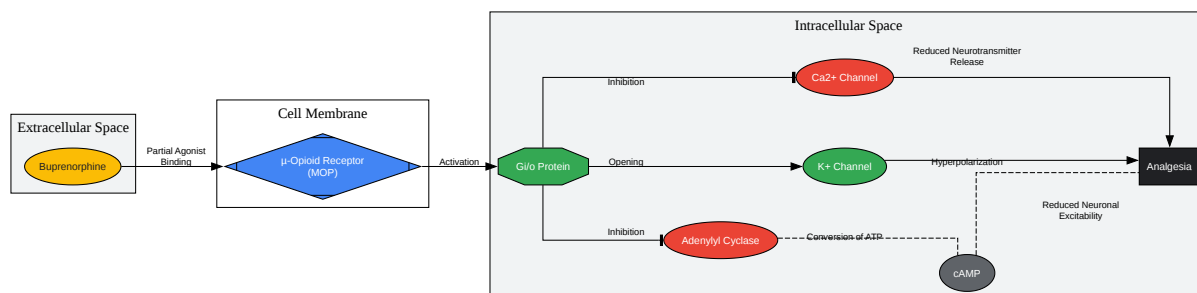 Intracellular Space
Reduced Neurotransmitter
Release
Ca2+ Channel
Inhibition
Cell Membrane
Extracellular Space
Partial Agonist
Binding
Buprenorphine
μ-Opioid Receptor
(MOP)
Activation
Gi/o Protein
Opening
K+ Channel
Hyperpolarization
Analgesia
Reduced Neuronal
Excitability
Inhibition
Adenylyl Cyclase
Conversion of ATP
cAMP